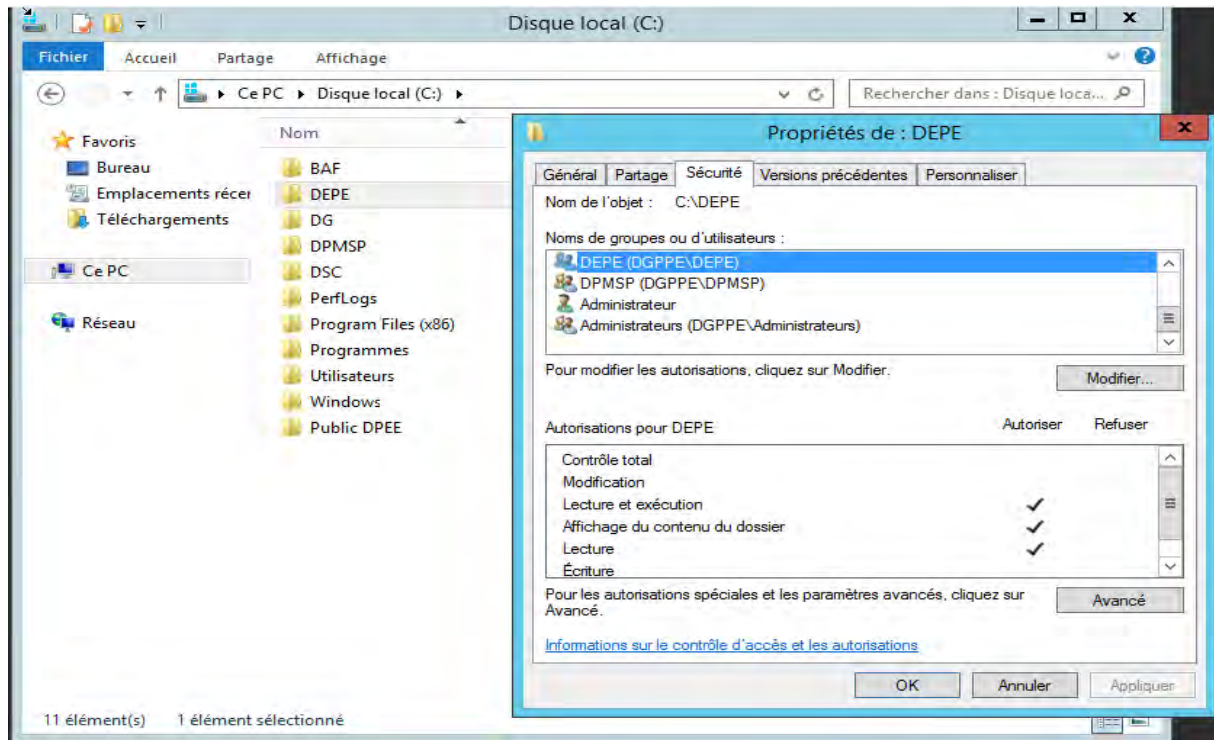 Disque local (C:)
Fichier Accueil Partage Affichage
Ce PC Disque local (C:)
Rechercher dans : Disque loca...
Favoris
Bureau
Emplacements récer
Téléchargements
Ce PC
Réseau
Nom
BAF
DEPE
DG
DPMSP
DSC
PerfLogs
Program Files (x86)
Programmes
Utilisateurs
Windows
Public DPEE
11 élément(s) 1 élément sélectionné
Propriétés de : DEPE
Général Partage Sécurité Versions précédentes Personnaliser
Nom de l'objet : C:\DEPE
Noms de groupes ou d'utilisateurs :
DEPE (DGPPE\DEPE)
DPMSP (DGPPE\DPMSP)
Administrateur
Administrateurs (DGPPE\Administrateurs)
Pour modifier les autorisations, cliquez sur Modifier.
Modifier...
Autorisations pour DEPE Autoriser Refuser
Contrôle total
Modification
Lecture et exécution
Affichage du contenu du dossier
Lecture
Écriture
Pour les autorisations spéciales et les paramètres avancés, cliquez sur
Avancé.
Avancé
Informations sur le contrôle d'accès et les autorisations
OK Annuler Appliquer